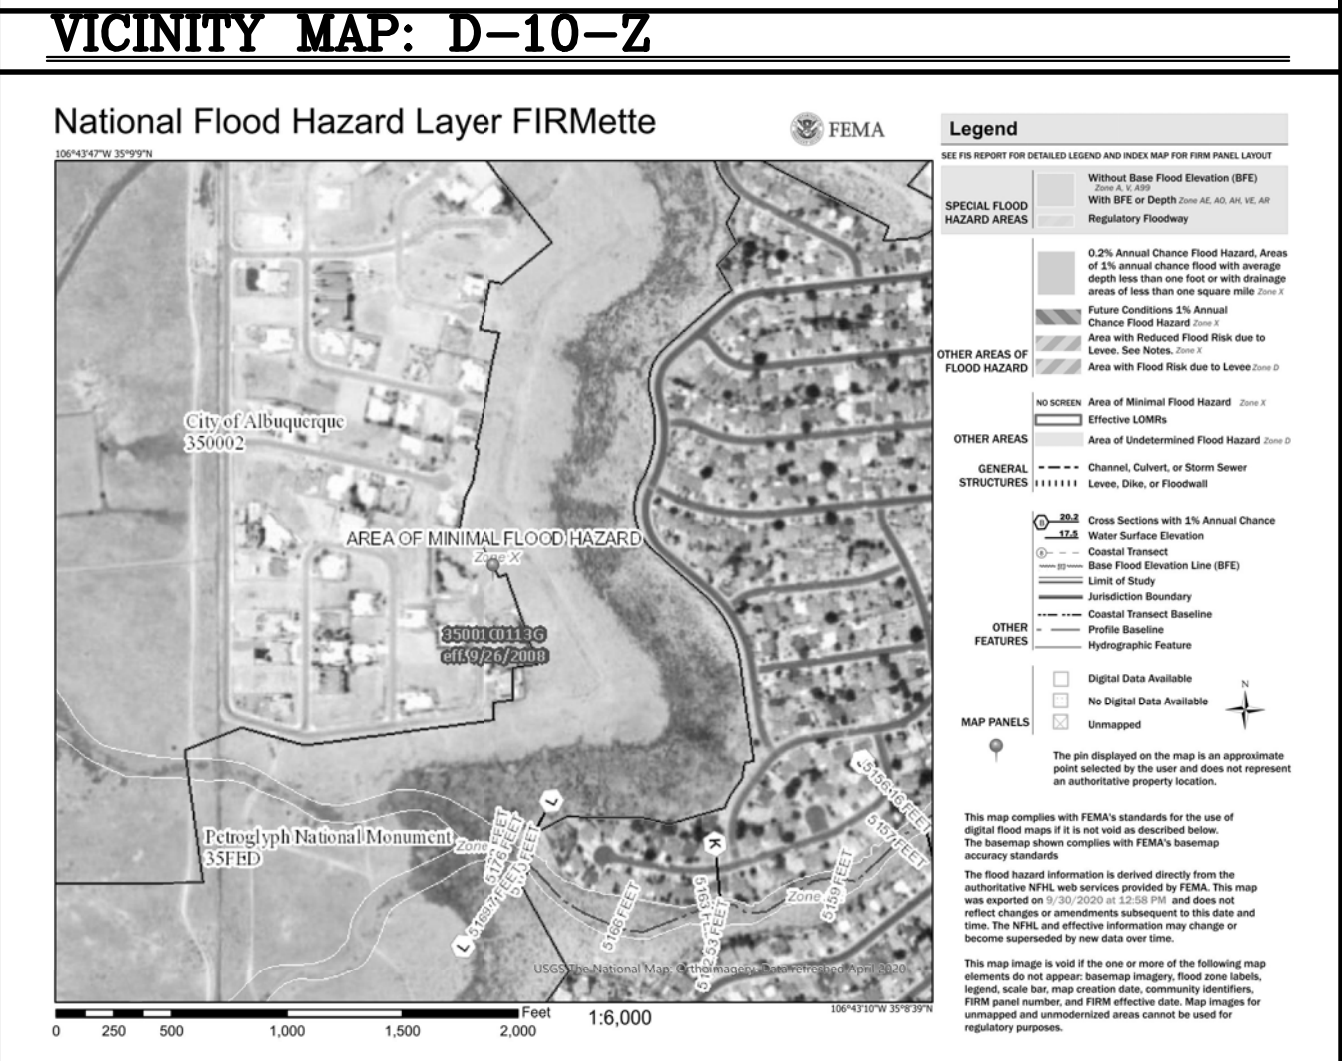 VICINITY MAP: D-10-Z
National Flood Hazard Layer FIRMette
FEMA
106°43'47"W 35°9'9"N
City of Albuquerque
350002
AREA OF MINIMAL FLOOD HAZARD
Zone X
35001C0113G
eff. 9/26/2008
Petroglyph National Monument
35FED
Zone
L
5176 FEET
L
K
5166 FEET
Zone
5159 FEET
5157 FEET
5156.16 FEET
USGS The National Map: Orthoimagery. Data refreshed April 2020
106°43'10"W 35°8'39"N
Feet
1:6,000
0 250 500 1,000 1,500 2,000
Legend
SEE FIS REPORT FOR DETAILED LEGEND AND INDEX MAP FOR FIRM PANEL LAYOUT
SPECIAL FLOOD
HAZARD AREAS
Without Base Flood Elevation (BFE)
Zone A, V, A99
With BFE or Depth Zone AE, AO, AH, VE, AR
Regulatory Floodway
OTHER AREAS OF
FLOOD HAZARD
0.2% Annual Chance Flood Hazard, Areas
of 1% annual chance flood with average
depth less than one foot or with drainage
areas of less than one square mile Zone X
Future Conditions 1% Annual
Chance Flood Hazard Zone X
Area with Reduced Flood Risk due to
Levee. See Notes. Zone X
Area with Flood Risk due to Levee Zone D
OTHER AREAS
NO SCREEN Area of Minimal Flood Hazard Zone X
Effective LOMRs
Area of Undetermined Flood Hazard Zone D
GENERAL
STRUCTURES
Channel, Culvert, or Storm Sewer
Levee, Dike, or Floodwall
OTHER
FEATURES
B 20.2 Cross Sections with 1% Annual Chance
17.5 Water Surface Elevation
8 Coastal Transect
513 Base Flood Elevation Line (BFE)
Limit of Study
Jurisdiction Boundary
Coastal Transect Baseline
Profile Baseline
Hydrographic Feature
MAP PANELS
Digital Data Available
No Digital Data Available
Unmapped
N
The pin displayed on the map is an approximate
point selected by the user and does not represent
an authoritative property location.
This map complies with FEMA's standards for the use of
digital flood maps if it is not void as described below.
The basemap shown complies with FEMA's basemap
accuracy standards
The flood hazard information is derived directly from the
authoritative NFHL web services provided by FEMA. This map
was exported on 9/30/2020 at 12:58 PM and does not
reflect changes or amendments subsequent to this date and
time. The NFHL and effective information may change or
become superseded by new data over time.
This map image is void if the one or more of the following map
elements do not appear: basemap imagery, flood zone labels,
legend, scale bar, map creation date, community identifiers,
FIRM panel number, and FIRM effective date. Map images for
unmapped and unmodernized areas cannot be used for
regulatory purposes.